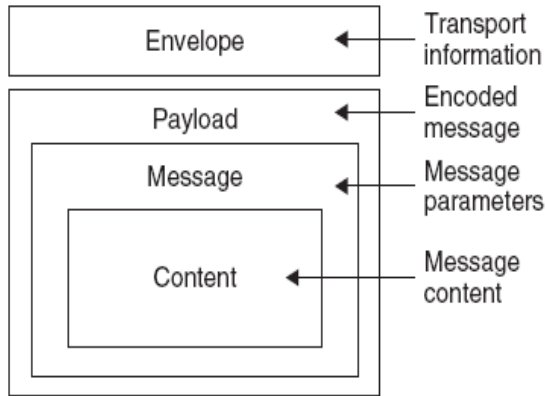 Envelope
Transport
information
Payload
Encoded
message
Message
Message
parameters
Content
Message
content